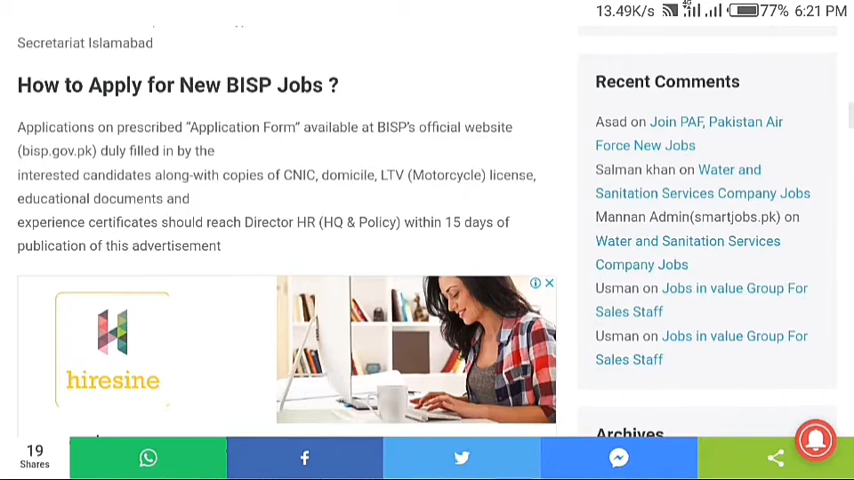 13.49K/s 4G 77% 6:21 PM
Secretariat Islamabad
How to Apply for New BISP Jobs ?
Applications on prescribed “Application Form” available at BISP’s official website
(bisp.gov.pk) duly filled in by the
interested candidates along-with copies of CNIC, domicile, LTV (Motorcycle) license,
educational documents and
experience certificates should reach Director HR (HQ & Policy) within 15 days of
publication of this advertisement
hiresine
Recent Comments
Asad on Join PAF, Pakistan Air
Force New Jobs
Salman khan on Water and
Sanitation Services Company Jobs
Mannan Admin(smartjobs.pk) on
Water and Sanitation Services
Company Jobs
Usman on Jobs in value Group For
Sales Staff
Usman on Jobs in value Group For
Sales Staff
Archives
19
Shares